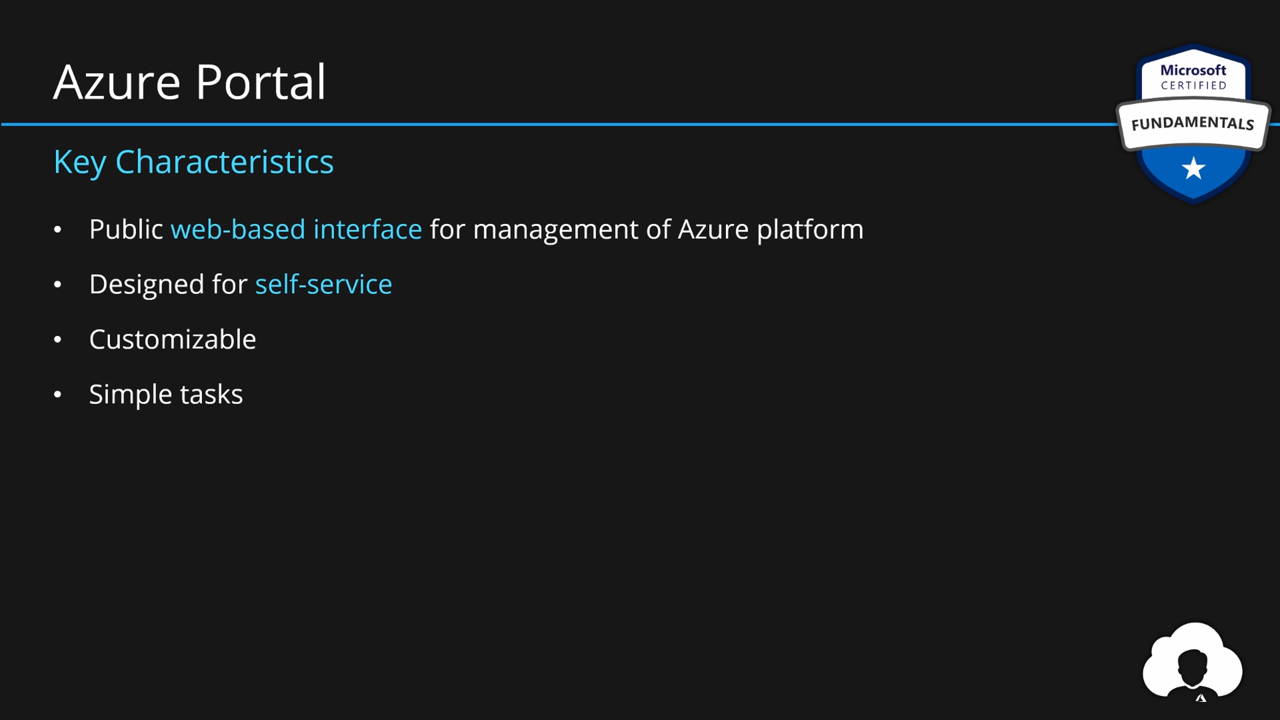 Azure Portal
Microsoft
CERTIFIED
FUNDAMENTALS
Key Characteristics
• Public web-based interface for management of Azure platform
• Designed for self-service
• Customizable
• Simple tasks